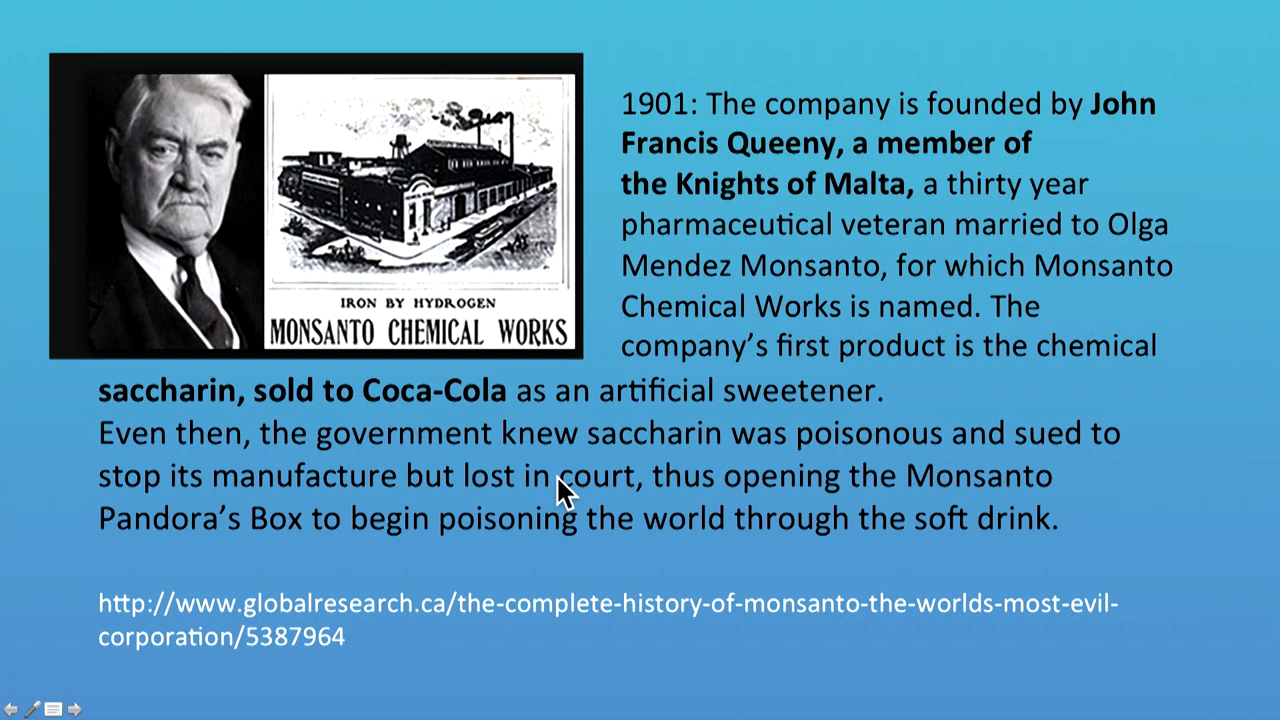 IRON BY HYDROGEN
MONSANTO CHEMICAL WORKS
1901: The company is founded by John
Francis Queeny, a member of
the Knights of Malta, a thirty year
pharmaceutical veteran married to Olga
Mendez Monsanto, for which Monsanto
Chemical Works is named. The
company’s first product is the chemical
saccharin, sold to Coca-Cola as an artificial sweetener.
Even then, the government knew saccharin was poisonous and sued to
stop its manufacture but lost in court, thus opening the Monsanto
Pandora’s Box to begin poisoning the world through the soft drink.
http://www.globalresearch.ca/the-complete-history-of-monsanto-the-worlds-most-evil-
corporation/5387964